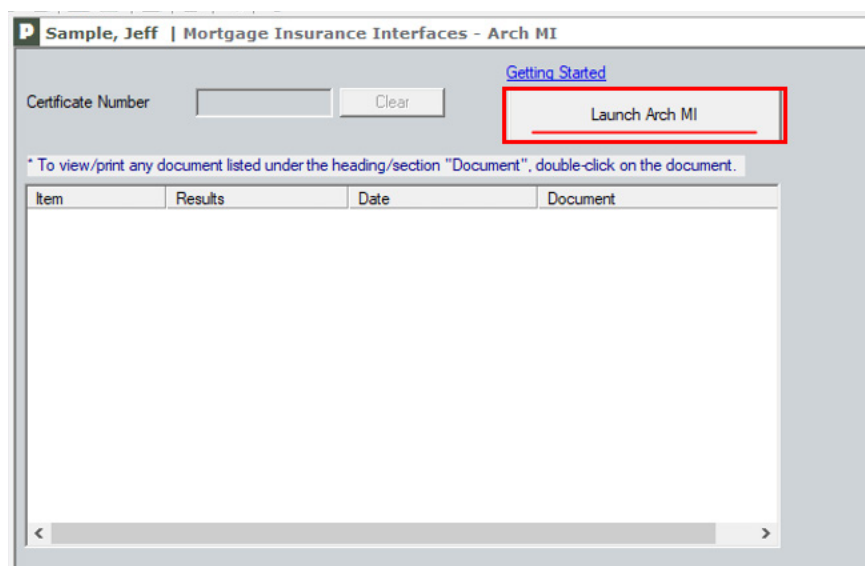 P Sample, Jeff | Mortgage Insurance Interfaces - Arch MI
Getting Started
Certificate Number Clear Launch Arch MI
* To view/print any document listed under the heading/section "Document", double-click on the document.
Item Results Date Document